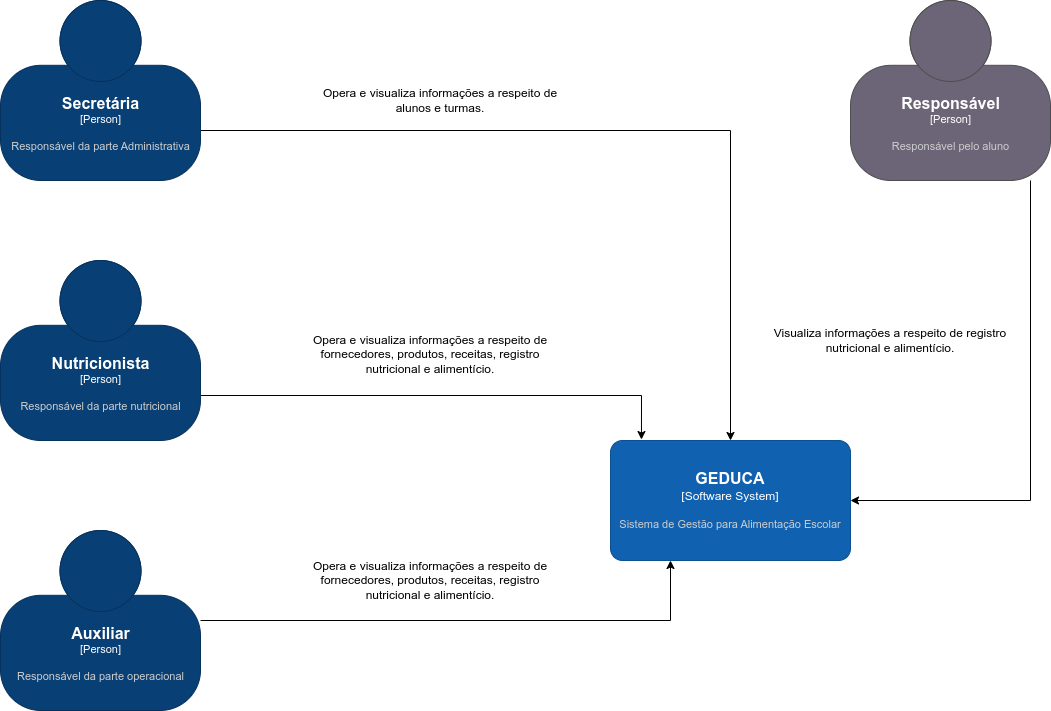 Secretária
[Person]
Responsável da parte Administrativa
Opera e visualiza informações a respeito de
alunos e turmas.
Responsável
[Person]
Responsável pelo aluno
Nutricionista
[Person]
Responsável da parte nutricional
Opera e visualiza informações a respeito de
fornecedores, produtos, receitas, registro
nutricional e alimentício.
Visualiza informações a respeito de registro
nutricional e alimentício.
GEDUCA
[Software System]
Sistema de Gestão para Alimentação Escolar
Auxiliar
[Person]
Responsável da parte operacional
Opera e visualiza informações a respeito de
fornecedores, produtos, receitas, registro
nutricional e alimentício.